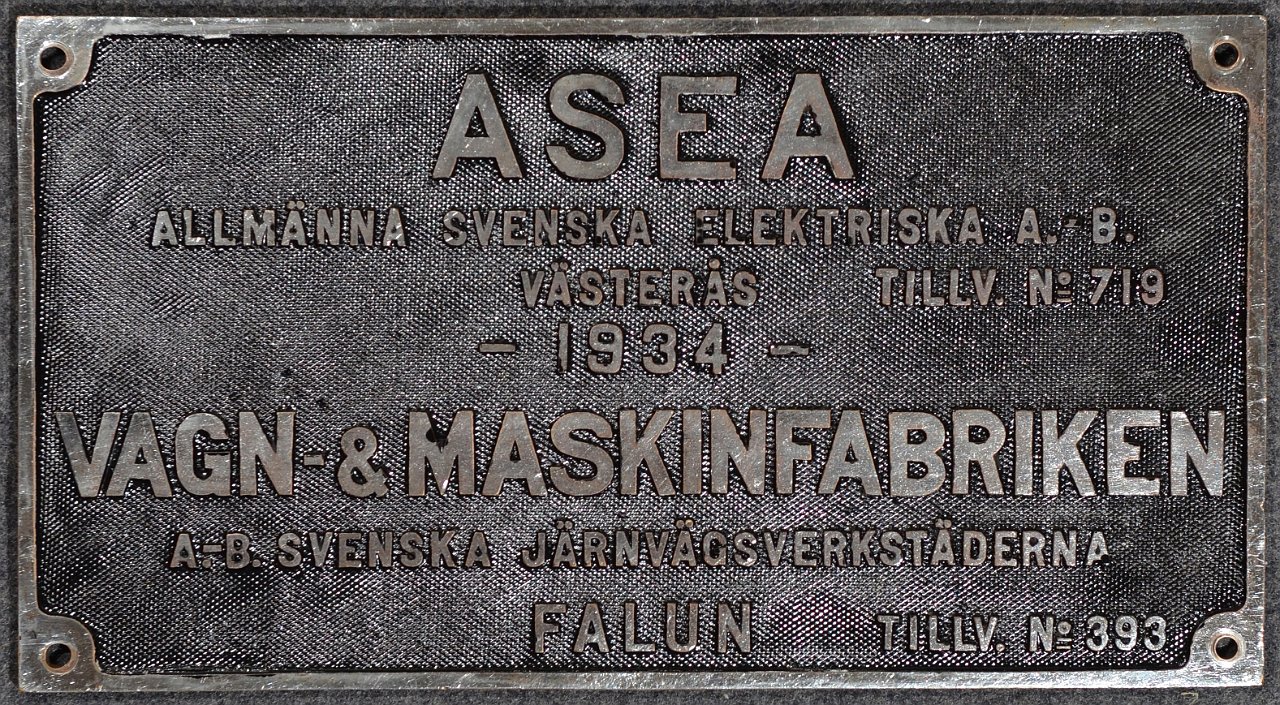 ASEA
ALLMÄNNA SVENSKA ELEKTRISKA A.-B.
VÄSTERÅS TILLV. Nº 719
- 1934 -
VAGN- & MASKINFABRIKEN
A.-B. SVENSKA JÄRNVÄGSVERKSTÄDERNA
FALUN TILLV. Nº 393